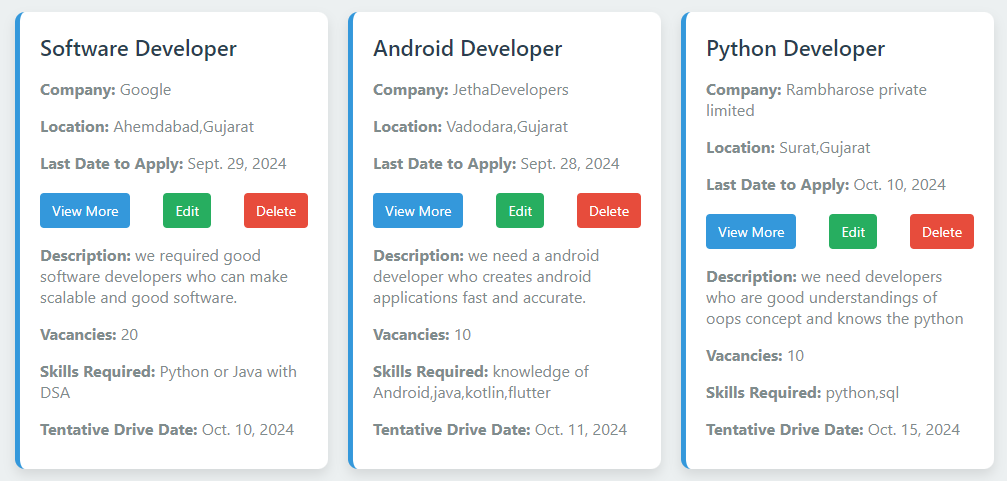 Software Developer
Company: Google
Location: Ahemdabad,Gujarat
Last Date to Apply: Sept. 29, 2024
View More
Edit
Delete
Description: we required good
software developers who can make
scalable and good software.
Vacancies: 20
Skills Required: Python or Java with
DSA
Tentative Drive Date: Oct. 10, 2024
Android Developer
Company: JethaDevelopers
Location: Vadodara,Gujarat
Last Date to Apply: Sept. 28, 2024
View More
Edit
Delete
Description: we need a android
developer who creates android
applications fast and accurate.
Vacancies: 10
Skills Required: knowledge of
Android,java,kotlin,flutter
Tentative Drive Date: Oct. 11, 2024
Python Developer
Company: Rambharose private
limited
Location: Surat,Gujarat
Last Date to Apply: Oct. 10, 2024
View More
Edit
Delete
Description: we need developers
who are good understandings of
oops concept and knows the python
Vacancies: 10
Skills Required: python,sql
Tentative Drive Date: Oct. 15, 2024